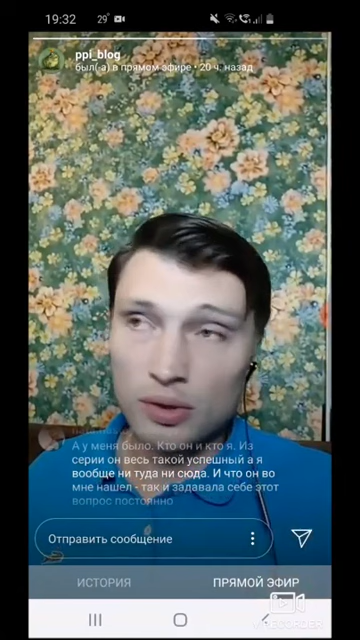 19:32 29°
ppi_blog
был(-а) в прямом эфире • 20 ч. назад
А у меня было. Кто он и кто я. Из
серии он весь такой успешный а я
вообще ни туда ни сюда. И что он во
мне нашел - так и задавала себе этот
вопрос постоянно
Отправить сообщение
ИСТОРИЯ ПРЯМОЙ ЭФИР
RECORDER